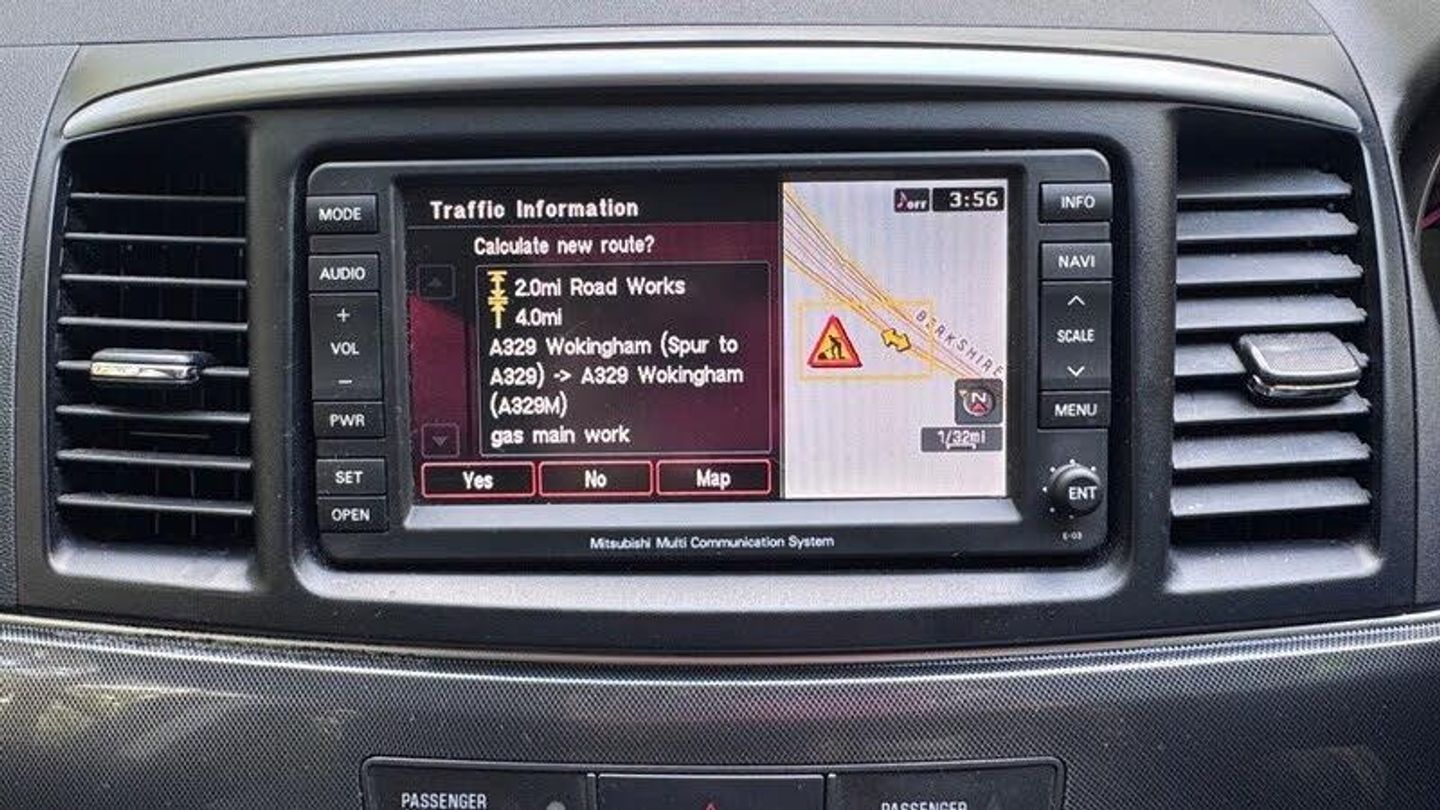 MODE
AUDIO
+
VOL
−
PWR
SET
OPEN
Traffic Information
Calculate new route?
2.0mi Road Works
4.0mi
A329 Wokingham (Spur to
A329) -> A329 Wokingham
(A329M)
gas main work
Yes
No
Map
OFF
3:56
BERKSHIRE
N
1/32mi
INFO
NAVI
SCALE
MENU
ENT
E-03
Mitsubishi Multi Communication System
PASSENGER
PASSENGER